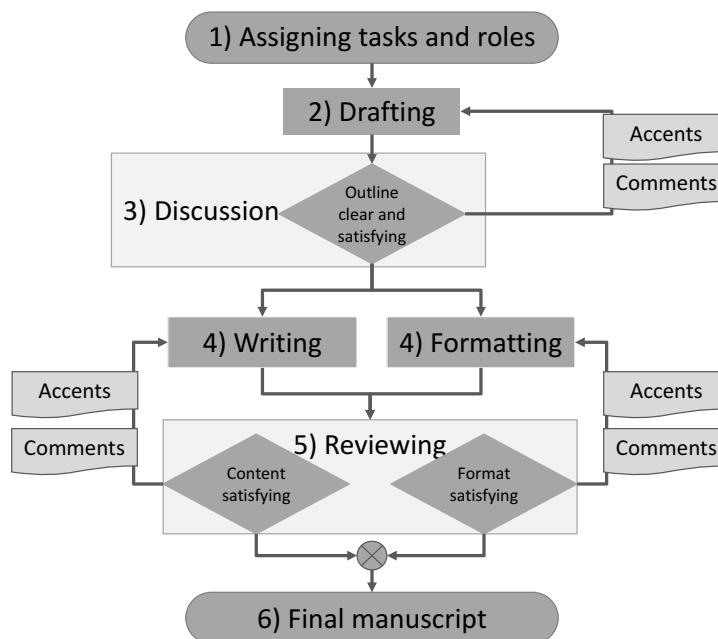 1) Assigning tasks and roles
2) Drafting
Accents
Comments
3) Discussion
Outline
clear and
satisfying
4) Writing
4) Formatting
Accents
Comments
Accents
Comments
5) Reviewing
Content
satisfying
Format
satisfying
6) Final manuscript